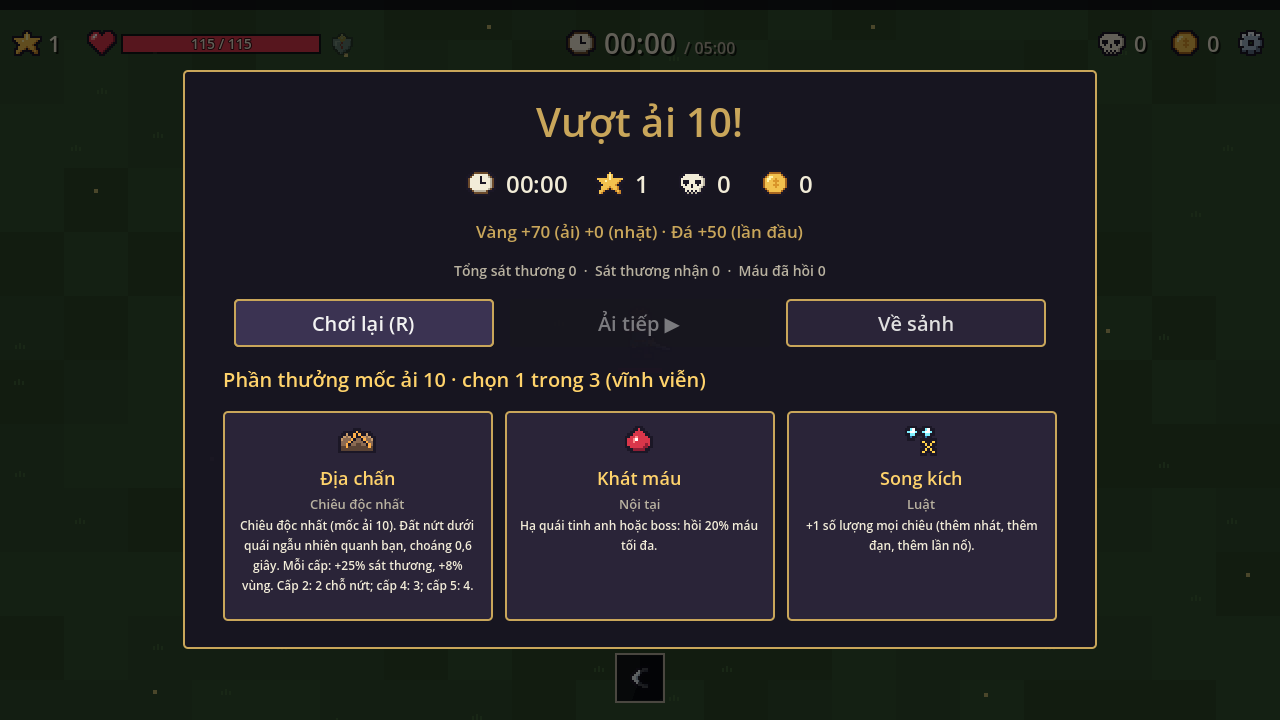 1
115 / 115
00:00 / 05:00
0
0
Vượt ải 10!
00:00 1 0 0
Vàng +70 (ải) +0 (nhặt) · Đá +50 (lần đầu)
Tổng sát thương 0 · Sát thương nhận 0 · Máu đã hồi 0
Chơi lại (R)
Ải tiếp ▶
Về sảnh
Phần thưởng mốc ải 10 · chọn 1 trong 3 (vĩnh viễn)
Địa chấn
Chiêu độc nhất
Chiêu độc nhất (mốc ải 10). Đất nứt dưới
quái ngẫu nhiên quanh bạn, choáng 0,6
giây. Mỗi cấp: +25% sát thương, +8%
vùng. Cấp 2: 2 chỗ nứt; cấp 4: 3; cấp 5: 4.
Khát máu
Nội tại
Hạ quái tinh anh hoặc boss: hồi 20% máu
tối đa.
Song kích
Luật
+1 số lượng mọi chiêu (thêm nhát, thêm
đạn, thêm lần nổ).